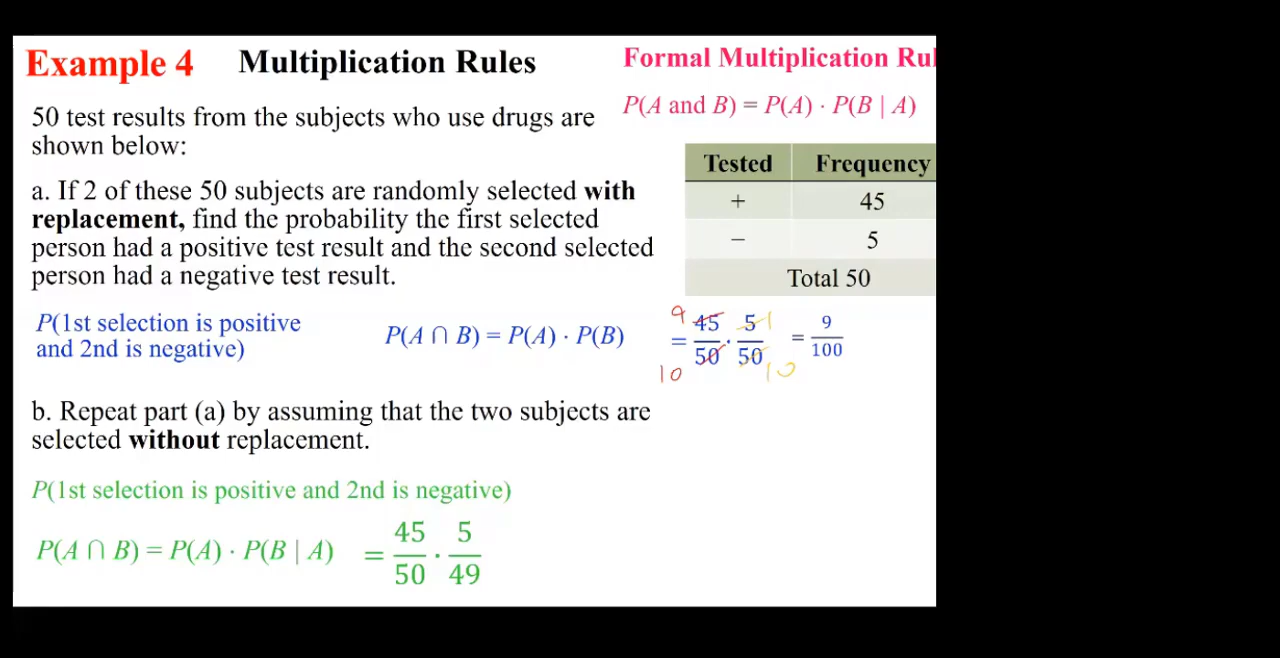 Example 4 Multiplication Rules
Formal Multiplication
P(A and B) = P(A) · P(B | A)
50 test results from the subjects who use drugs are
shown below:
Tested Frequency
+ 45
− 5
Total 50
a. If 2 of these 50 subjects are randomly selected with
replacement, find the probability the first selected
person had a positive test result and the second selected
person had a negative test result.
P(1st selection is positive
and 2nd is negative)
P(A ∩ B) = P(A) · P(B)
= 45/50 · 5/50 = 9/100
9 1
10 10
b. Repeat part (a) by assuming that the two subjects are
selected without replacement.
P(1st selection is positive and 2nd is negative)
P(A ∩ B) = P(A) · P(B | A) = 45/50 · 5/49